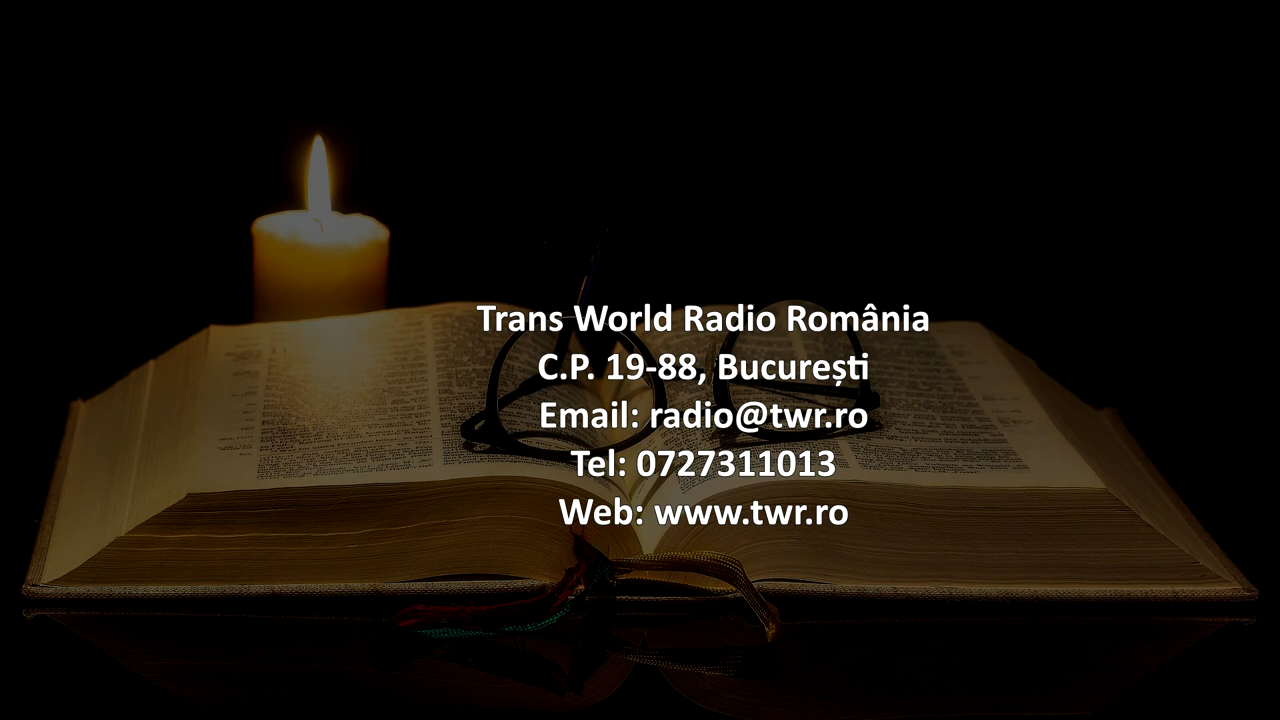 Trans World Radio România
C.P. 19-88, București
Email: radio@twr.ro
Tel: 0727311013
Web: www.twr.ro